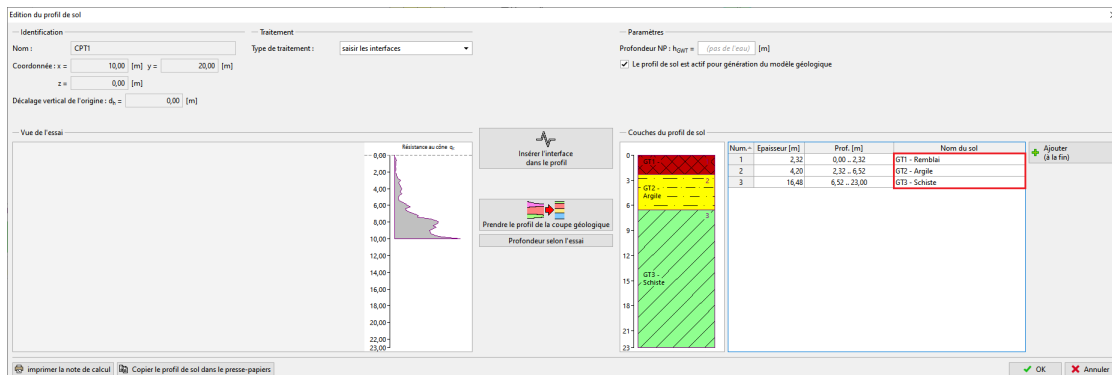 Edition du profil de sol
Identification
Nom : CPT1
Coordonnée : x = 10,00 [m] y = 20,00 [m]
z = 0,00 [m]
Décalage vertical de l'origine : dh = 0,00 [m]
Traitement
Type de traitement : saisir les interfaces
Paramètres
Profondeur NP : hGWT = (pas de l'eau) [m]
Le profil de sol est actif pour génération du modèle géologique
Vue de l'essai
Résistance au cône qc
0,00
2,00
4,00
6,00
8,00
10,00
12,00
14,00
16,00
18,00
20,00
22,00
23,00
Insérer l'interface
dans le profil
Prendre le profil de la coupe géologique
Profondeur selon l'essai
Couches du profil de sol
0
3
6
9
12
15
18
21
23
GT1 -
2
GT2 -
Argile
3
GT3 -
Schiste
Num. Epaisseur [m] Prof. [m] Nom du sol
1 2,32 0,00 .. 2,32 GT1 - Remblai
2 4,20 2,32 .. 6,52 GT2 - Argile
3 16,48 6,52 .. 23,00 GT3 - Schiste
Ajouter
(à la fin)
imprimer la note de calcul
Copier le profil de sol dans le presse-papiers
OK
Annuler